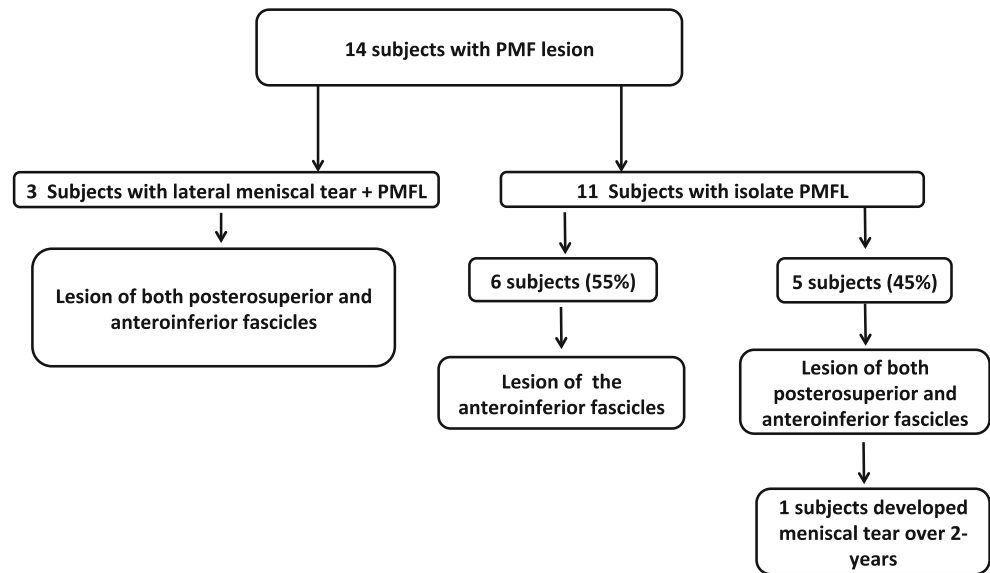 14 subjects with PMF lesion
3 Subjects with lateral meniscal tear + PMFL
11 Subjects with isolate PMFL
Lesion of both posterosuperior and
anteroinferior fascicles
6 subjects (55%)
5 subjects (45%)
Lesion of the
anteroinferior fascicles
Lesion of both
posterosuperior and
anteroinferior fascicles
1 subjects developed
meniscal tear over 2-
years